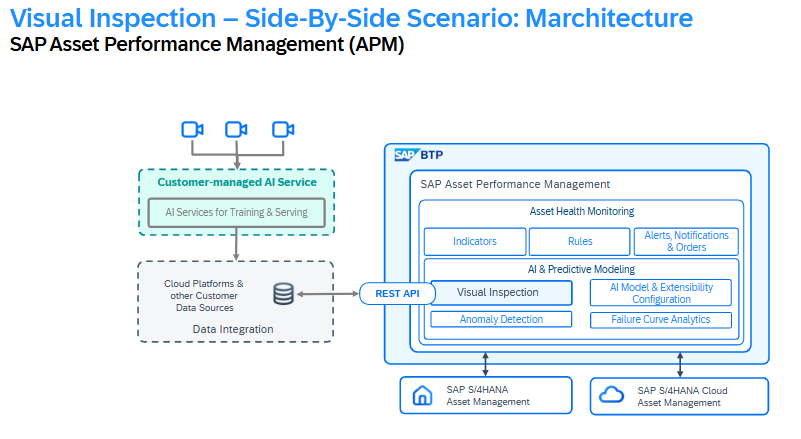 Visual Inspection – Side-By-Side Scenario: Marchitecture
SAP Asset Performance Management (APM)
Customer-managed AI Service
AI Services for Training & Serving
Cloud Platforms &
other Customer
Data Sources
Data Integration
REST API
SAP BTP
SAP Asset Performance Management
Asset Health Monitoring
Indicators
Rules
Alerts, Notifications
& Orders
AI & Predictive Modeling
Visual Inspection
AI Model & Extensibility
Configuration
Anomaly Detection
Failure Curve Analytics
SAP S/4HANA
Asset Management
SAP S/4HANA Cloud
Asset Management